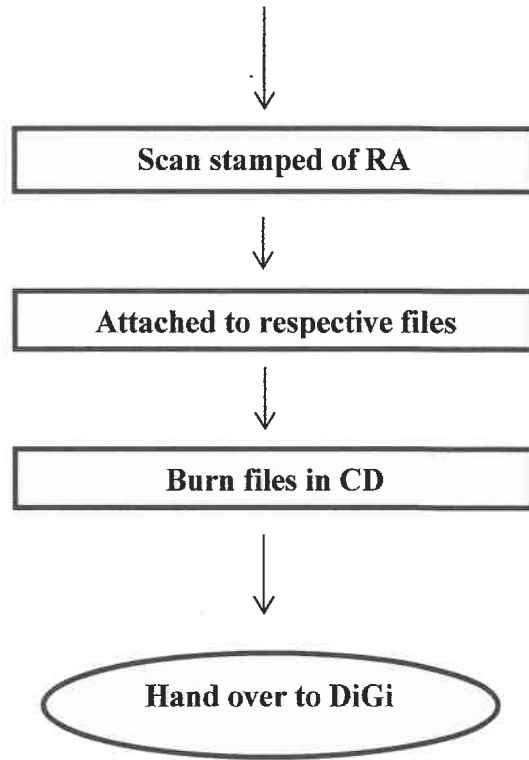 Scan stamped of RA
Attached to respective files
Burn files in CD
Hand over to DiGi